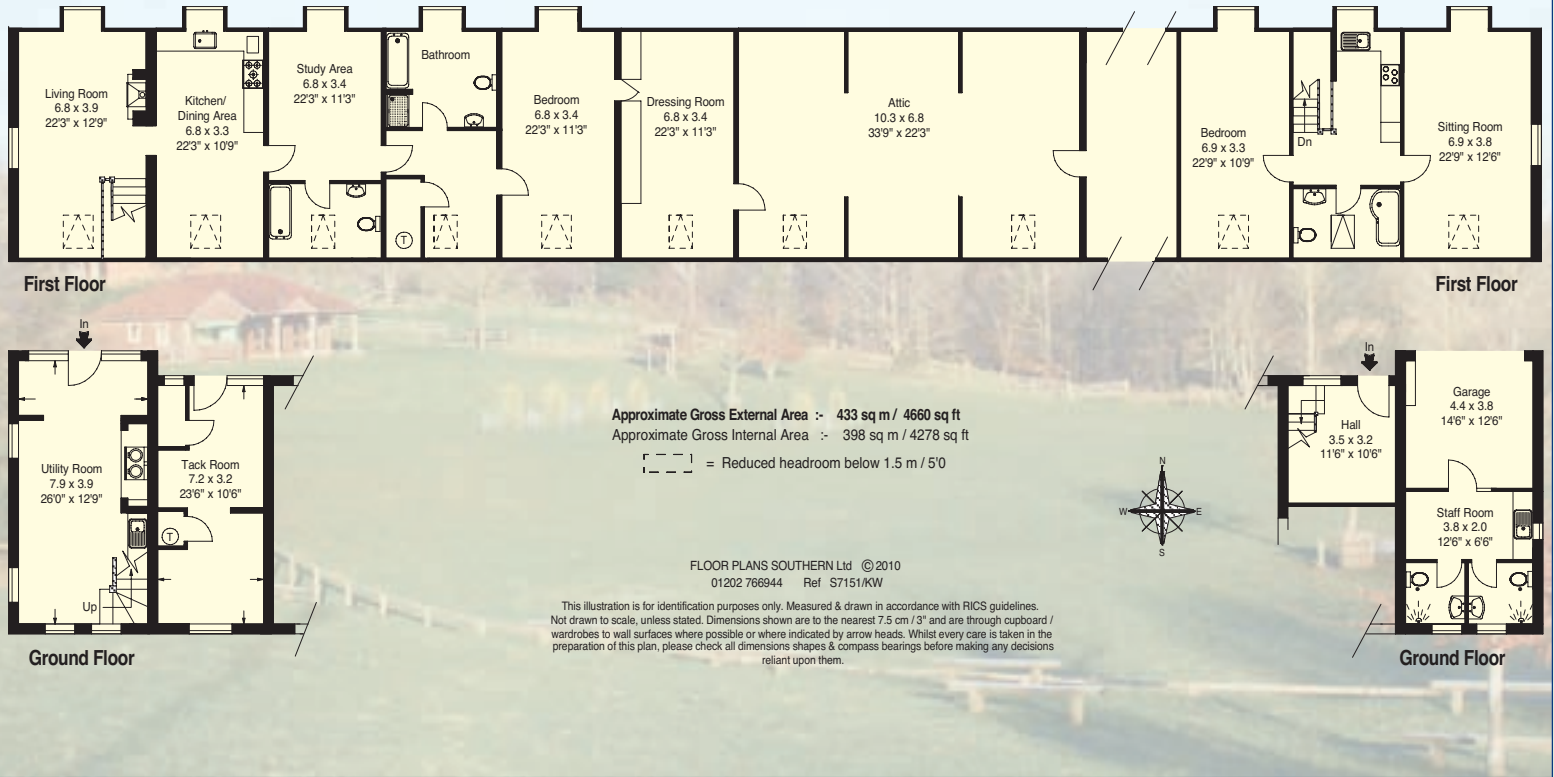 Living Room
6.8 x 3.9
22'3" x 12'9"
Kitchen/
Dining Area
6.8 x 3.3
22'3" x 10'9"
Study Area
6.8 x 3.4
22'3" x 11'3"
Bathroom
T
Bedroom
6.8 x 3.4
22'3" x 11'3"
Dressing Room
6.8 x 3.4
22'3" x 11'3"
Attic
10.3 x 6.8
33'9" x 22'3"
Bedroom
6.9 x 3.3
22'9" x 10'9"
Dn
Sitting Room
6.9 x 3.8
22'9" x 12'6"
First Floor
First Floor
In
Utility Room
7.9 x 3.9
26'0" x 12'9"
Up
Tack Room
7.2 x 3.2
23'6" x 10'6"
T
Ground Floor
Approximate Gross External Area :- 433 sq m / 4660 sq ft
Approximate Gross Internal Area :- 398 sq m / 4278 sq ft
= Reduced headroom below 1.5 m / 5'0
N
W E
S
FLOOR PLANS SOUTHERN Ltd © 2010
01202 766944 Ref S7151/KW
This illustration is for identification purposes only. Measured & drawn in accordance with RICS guidelines.
Not drawn to scale, unless stated. Dimensions shown are to the nearest 7.5 cm / 3" and are through cupboard /
wardrobes to wall surfaces where possible or where indicated by arrow heads. Whilst every care is taken in the
preparation of this plan, please check all dimensions shapes & compass bearings before making any decisions
reliant upon them.
In
Hall
3.5 x 3.2
11'6" x 10'6"
Garage
4.4 x 3.8
14'6" x 12'6"
Staff Room
3.8 x 2.0
12'6" x 6'6"
Ground Floor